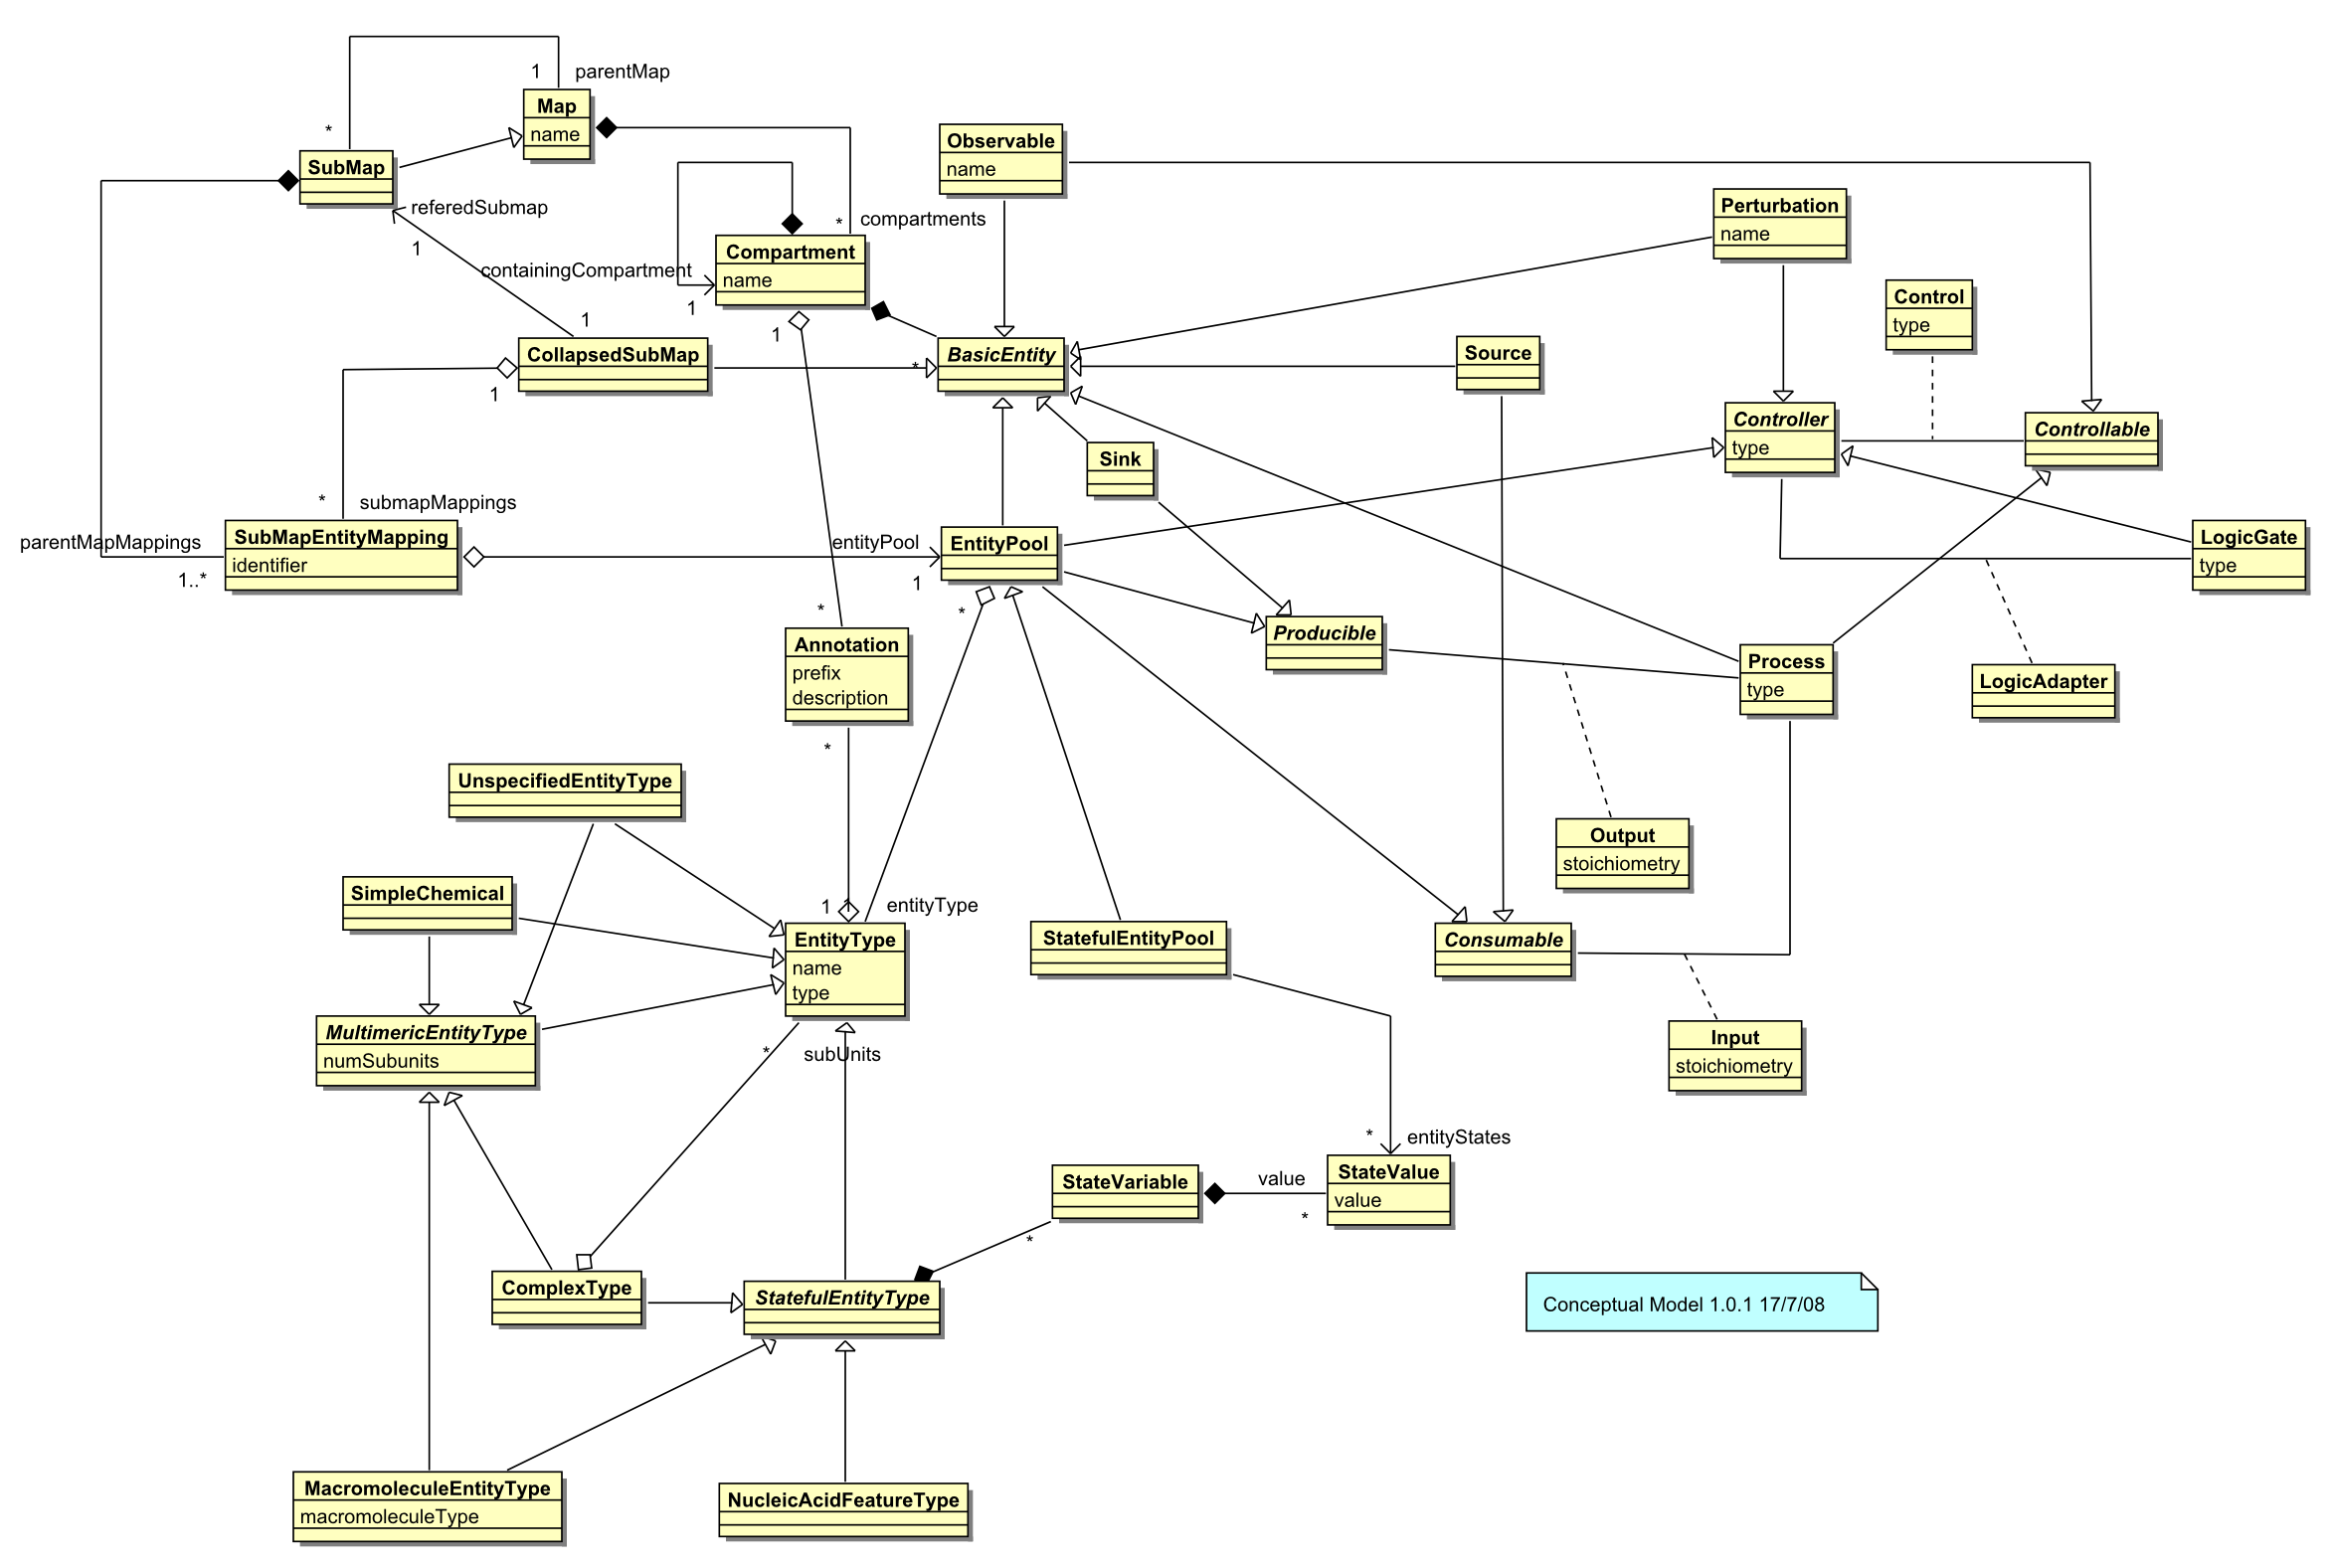 1
parentMap
Map
name
*
SubMap
Observable
name
referedSubmap
1
*
compartments
Perturbation
name
Compartment
name
containingCompartment
1
Control
type
1
1
CollapsedSubMap
1
*
BasicEntity
Source
Controller
type
Controllable
Sink
*
submapMappings
SubMapEntityMapping
identifier
parentMapMappings
1..*
entityPool
1
EntityPool
LogicGate
type
*
*
Annotation
prefix
description
Producible
Process
type
LogicAdapter
*
UnspecifiedEntityType
Output
stoichiometry
SimpleChemical
1
entityType
EntityType
name
type
StatefulEntityPool
Consumable
MultimericEntityType
numSubunits
*
subUnits
Input
stoichiometry
*
entityStates
StateVariable
value
*
StateValue
value
*
ComplexType
StatefulEntityType
Conceptual Model 1.0.1 17/7/08
MacromoleculeEntityType
macromoleculeType
NucleicAcidFeatureType